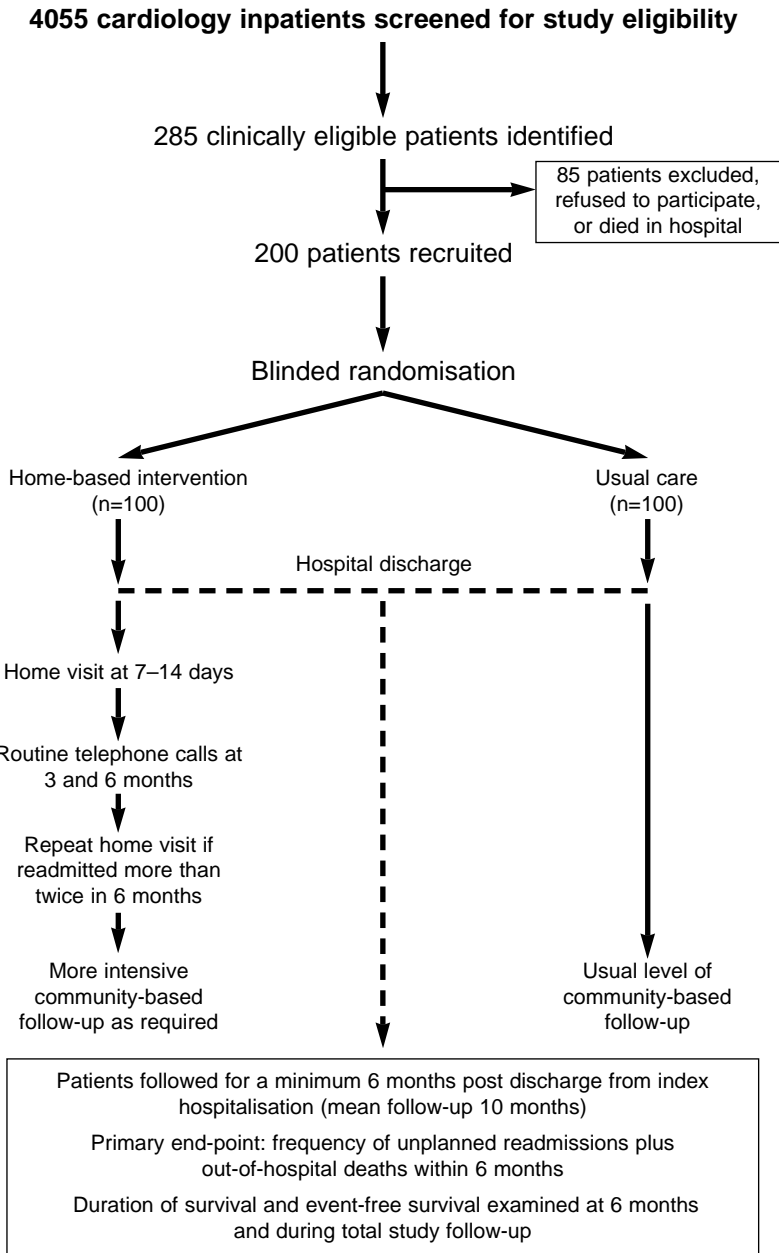 4055 cardiology inpatients screened for study eligibility
285 clinically eligible patients identified
85 patients excluded,
refused to participate,
or died in hospital
200 patients recruited
Blinded randomisation
Home-based intervention
(n=100)
Usual care
(n=100)
Hospital discharge
Home visit at 7–14 days
Routine telephone calls at
3 and 6 months
Repeat home visit if
readmitted more than
twice in 6 months
More intensive
community-based
follow-up as required
Usual level of
community-based
follow-up
Patients followed for a minimum 6 months post discharge from index
hospitalisation (mean follow-up 10 months)
Primary end-point: frequency of unplanned readmissions plus
out-of-hospital deaths within 6 months
Duration of survival and event-free survival examined at 6 months
and during total study follow-up